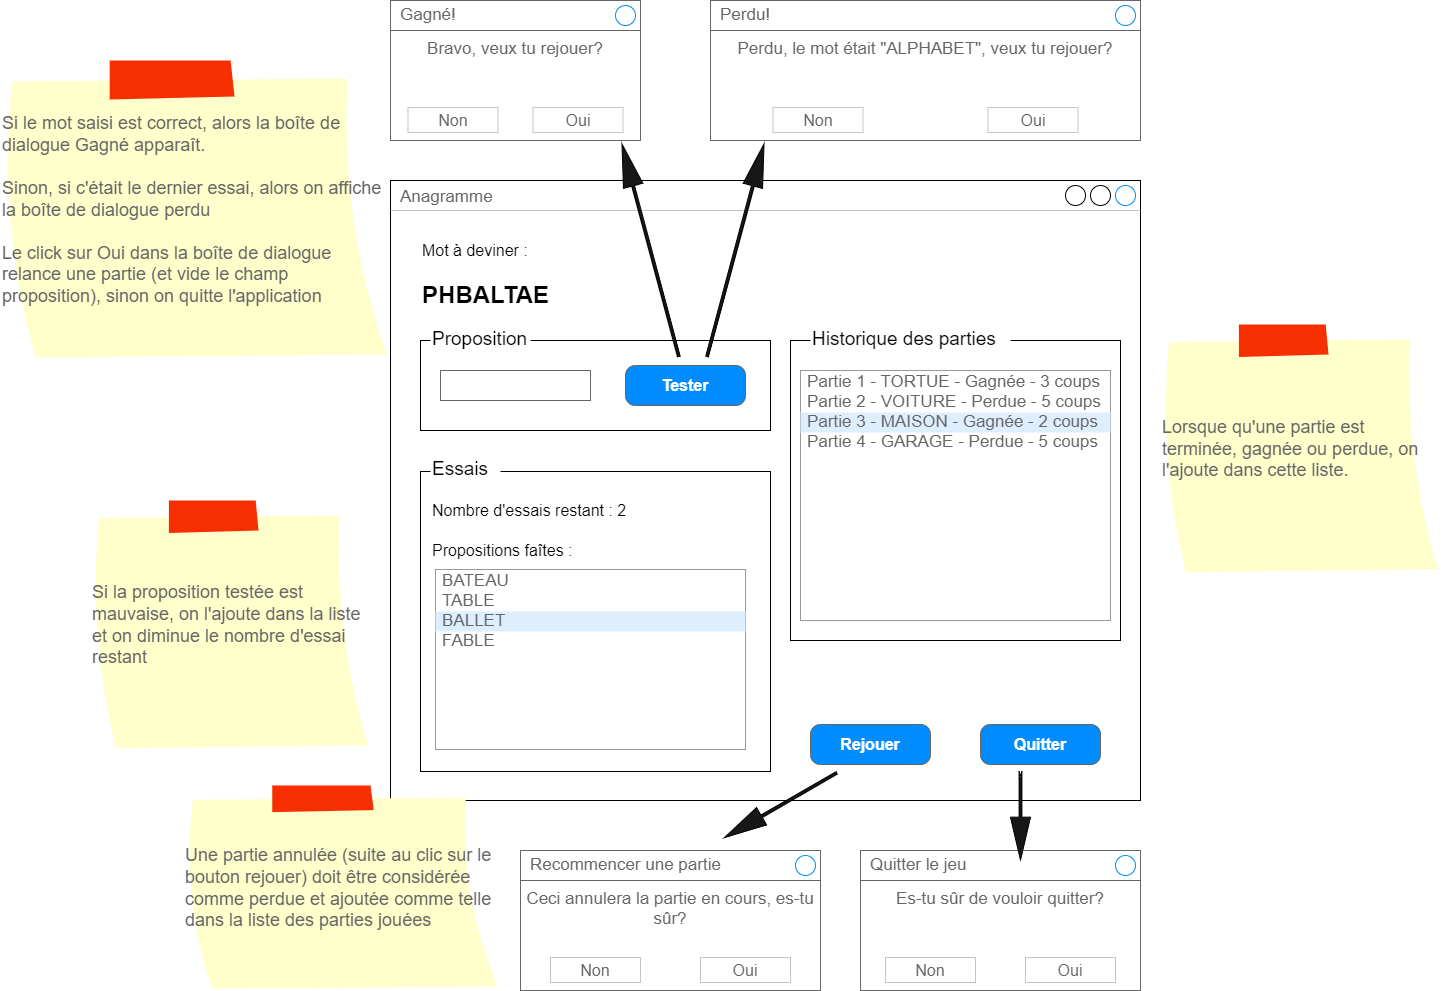 Gagné!
Bravo, veux tu rejouer?
Non
Oui
Perdu!
Perdu, le mot était "ALPHABET", veux tu rejouer?
Non
Oui
Si le mot saisi est correct, alors la boîte de
dialogue Gagné apparaît.
Sinon, si c'était le dernier essai, alors on affiche
la boîte de dialogue perdu
Le click sur Oui dans la boîte de dialogue
relance une partie (et vide le champ
proposition), sinon on quitte l'application
Anagramme
Mot à deviner :
PHBALTAE
Proposition
Tester
Historique des parties
Partie 1 - TORTUE - Gagnée - 3 coups
Partie 2 - VOITURE - Perdue - 5 coups
Partie 3 - MAISON - Gagnée - 2 coups
Partie 4 - GARAGE - Perdue - 5 coups
Lorsque qu'une partie est
terminée, gagnée ou perdue, on
l'ajoute dans cette liste.
Essais
Nombre d'essais restant : 2
Propositions faîtes :
BATEAU
TABLE
BALLET
FABLE
Si la proposition testée est
mauvaise, on l'ajoute dans la liste
et on diminue le nombre d'essai
restant
Rejouer
Quitter
Une partie annulée (suite au clic sur le
bouton rejouer) doit être considérée
comme perdue et ajoutée comme telle
dans la liste des parties jouées
Recommencer une partie
Ceci annulera la partie en cours, es-tu
sûr?
Non
Oui
Quitter le jeu
Es-tu sûr de vouloir quitter?
Non
Oui